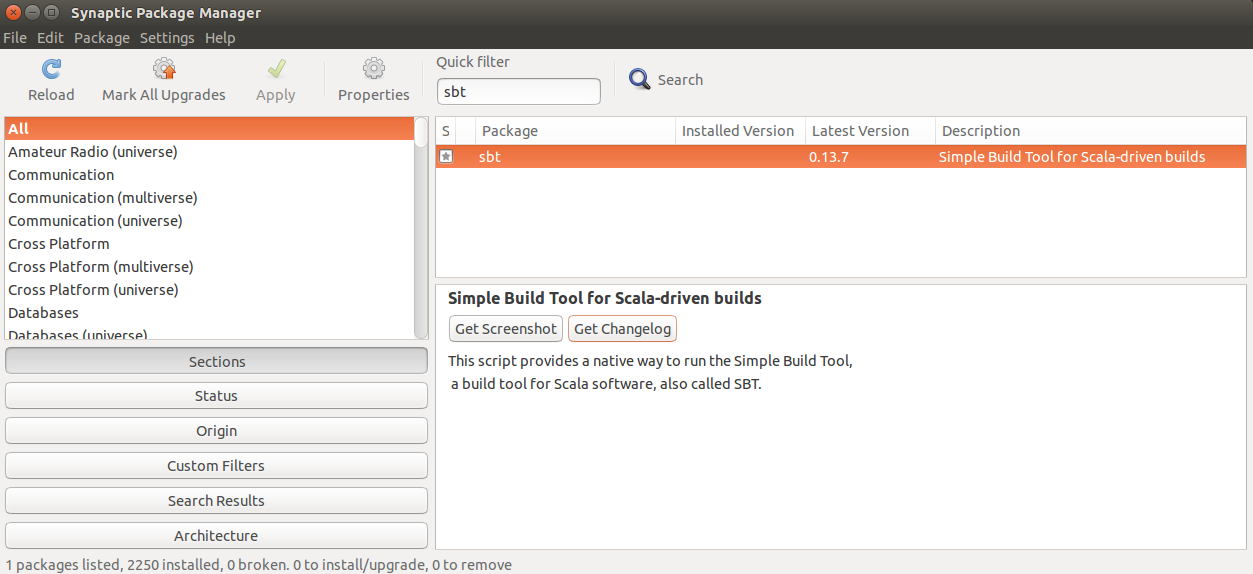 Synaptic Package Manager
File Edit Package Settings Help
Reload Mark All Upgrades Apply Properties
Quick filter
sbt
Search
All
Amateur Radio (universe)
Communication
Communication (multiverse)
Communication (universe)
Cross Platform
Cross Platform (multiverse)
Cross Platform (universe)
Databases
Databases (universe)
Sections
Status
Origin
Custom Filters
Search Results
Architecture
S Package Installed Version Latest Version Description
sbt 0.13.7 Simple Build Tool for Scala-driven builds
Simple Build Tool for Scala-driven builds
Get Screenshot Get Changelog
This script provides a native way to run the Simple Build Tool,
a build tool for Scala software, also called SBT.
1 packages listed, 2250 installed, 0 broken. 0 to install/upgrade, 0 to remove